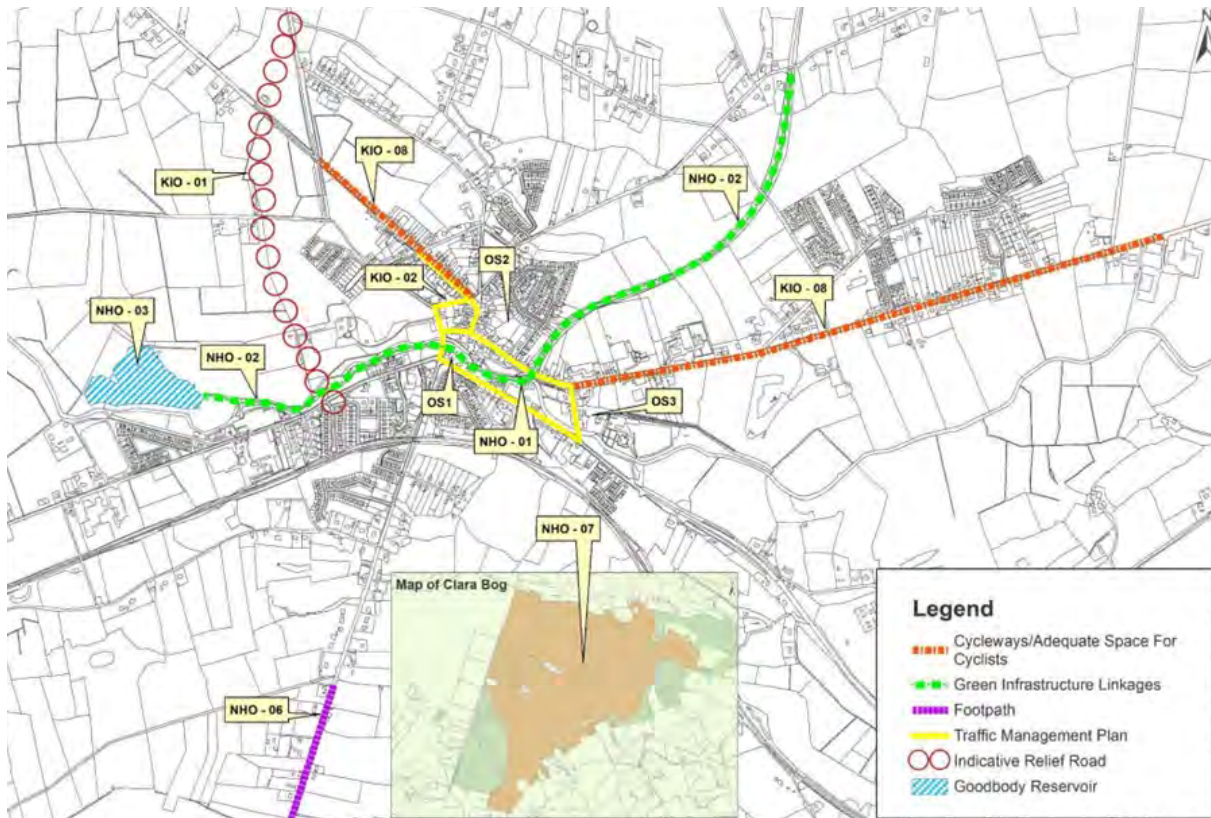 N
KIO - 08
KIO - 01
NHO - 02
OS2
KIO - 02
KIO - 08
NHO - 03
NHO - 02
OS1
OS3
NHO - 01
NHO - 07
Map of Clara Bog
NHO - 06
Legend
Cycleways/Adequate Space For
Cyclists
Green Infrastructure Linkages
Footpath
Traffic Management Plan
Indicative Relief Road
Goodbody Reservoir